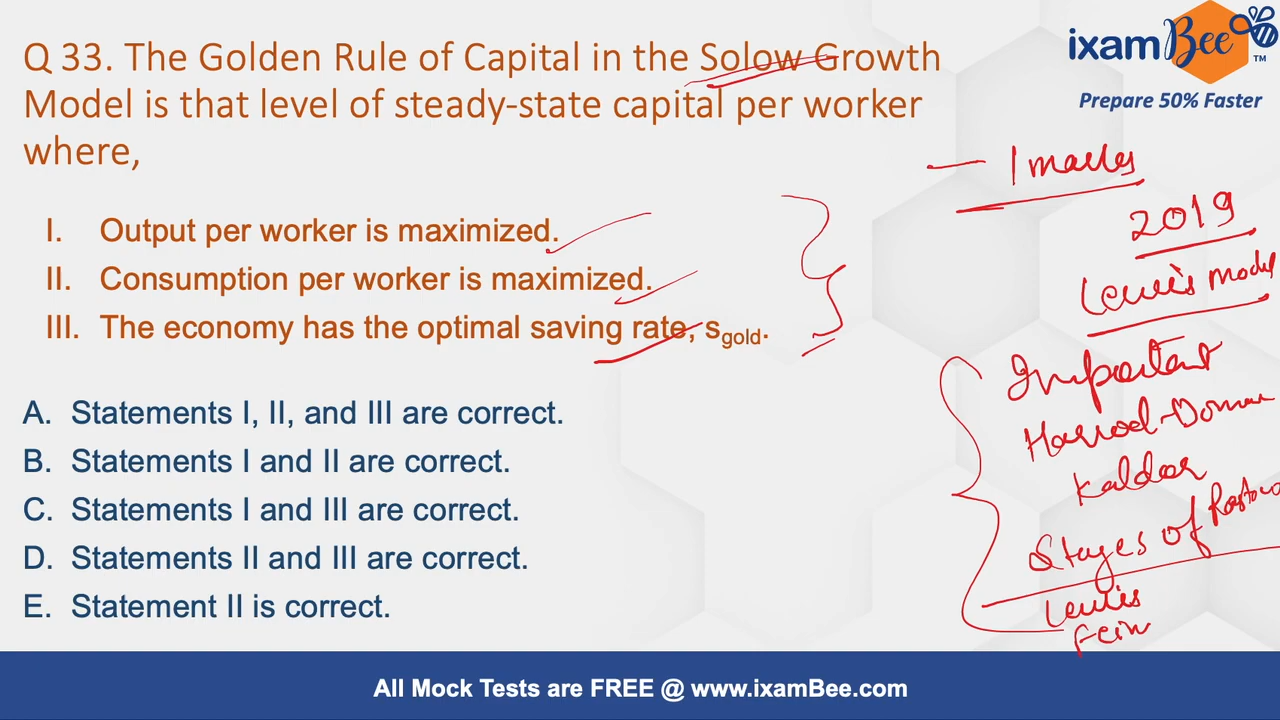 Q 33. The Golden Rule of Capital in the Solow Growth
Model is that level of steady-state capital per worker
where,
ixamBee
TM
Prepare 50% Faster
I. Output per worker is maximized.
II. Consumption per worker is maximized.
III. The economy has the optimal saving rate, sgold.
A. Statements I, II, and III are correct.
B. Statements I and II are correct.
C. Statements I and III are correct.
D. Statements II and III are correct.
E. Statement II is correct.
1 marks
2019
Lewis model
Important
Harrod-Domar
Kaldor
Stages of
Lewis
Fein
All Mock Tests are FREE @ www.ixamBee.com